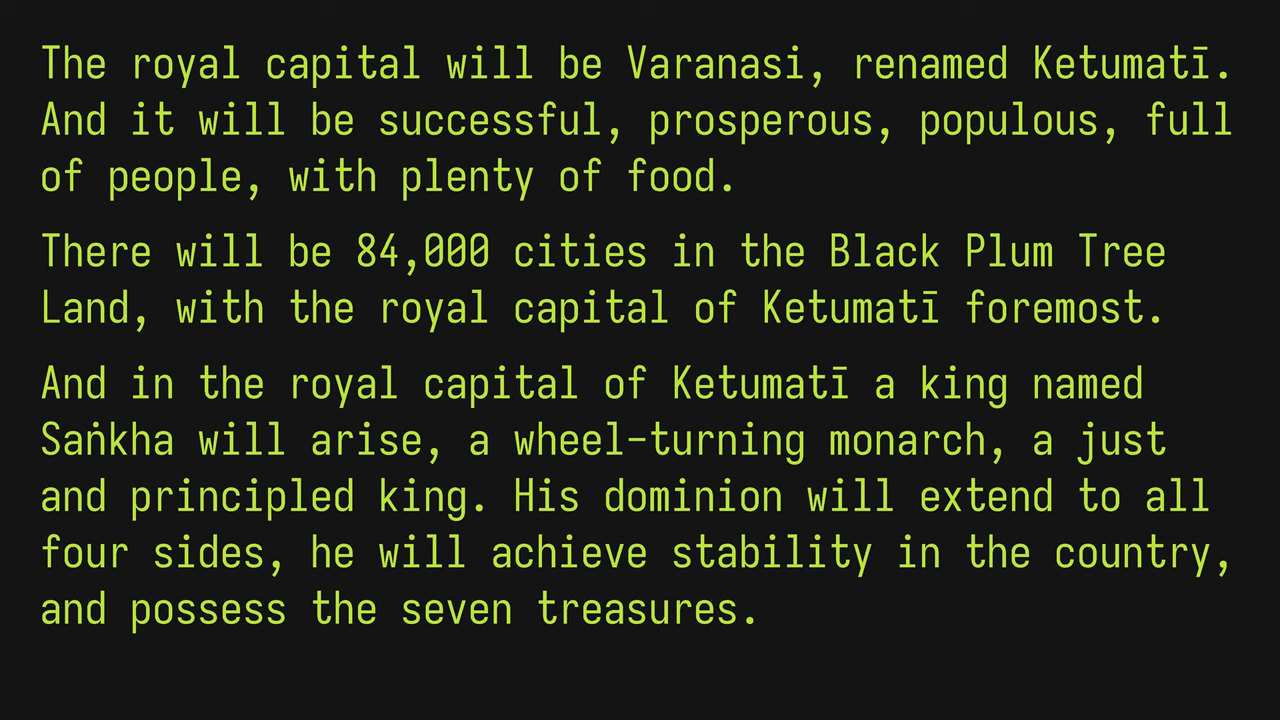 The royal capital will be Varanasi, renamed Ketumatī.
And it will be successful, prosperous, populous, full
of people, with plenty of food.
There will be 84,000 cities in the Black Plum Tree
Land, with the royal capital of Ketumatī foremost.
And in the royal capital of Ketumatī a king named
Saṅkha will arise, a wheel-turning monarch, a just
and principled king. His dominion will extend to all
four sides, he will achieve stability in the country,
and possess the seven treasures.